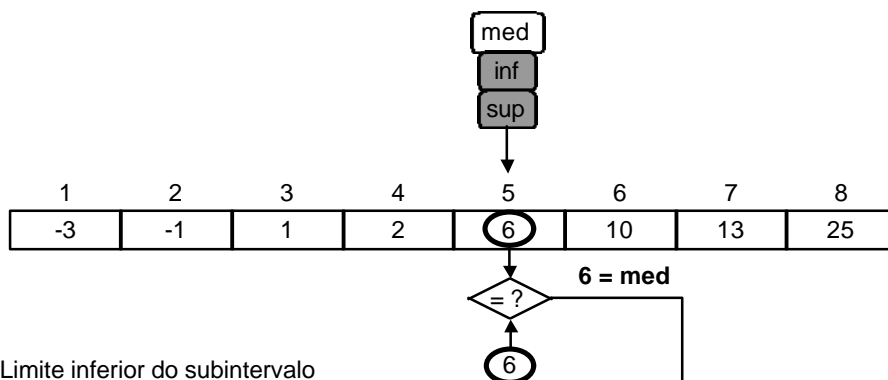 med
inf
sup
1 2 3 4 5 6 7 8
-3 -1 1 2 6 10 13 25
6 = med
= ?
6
Limite inferior do subintervalo